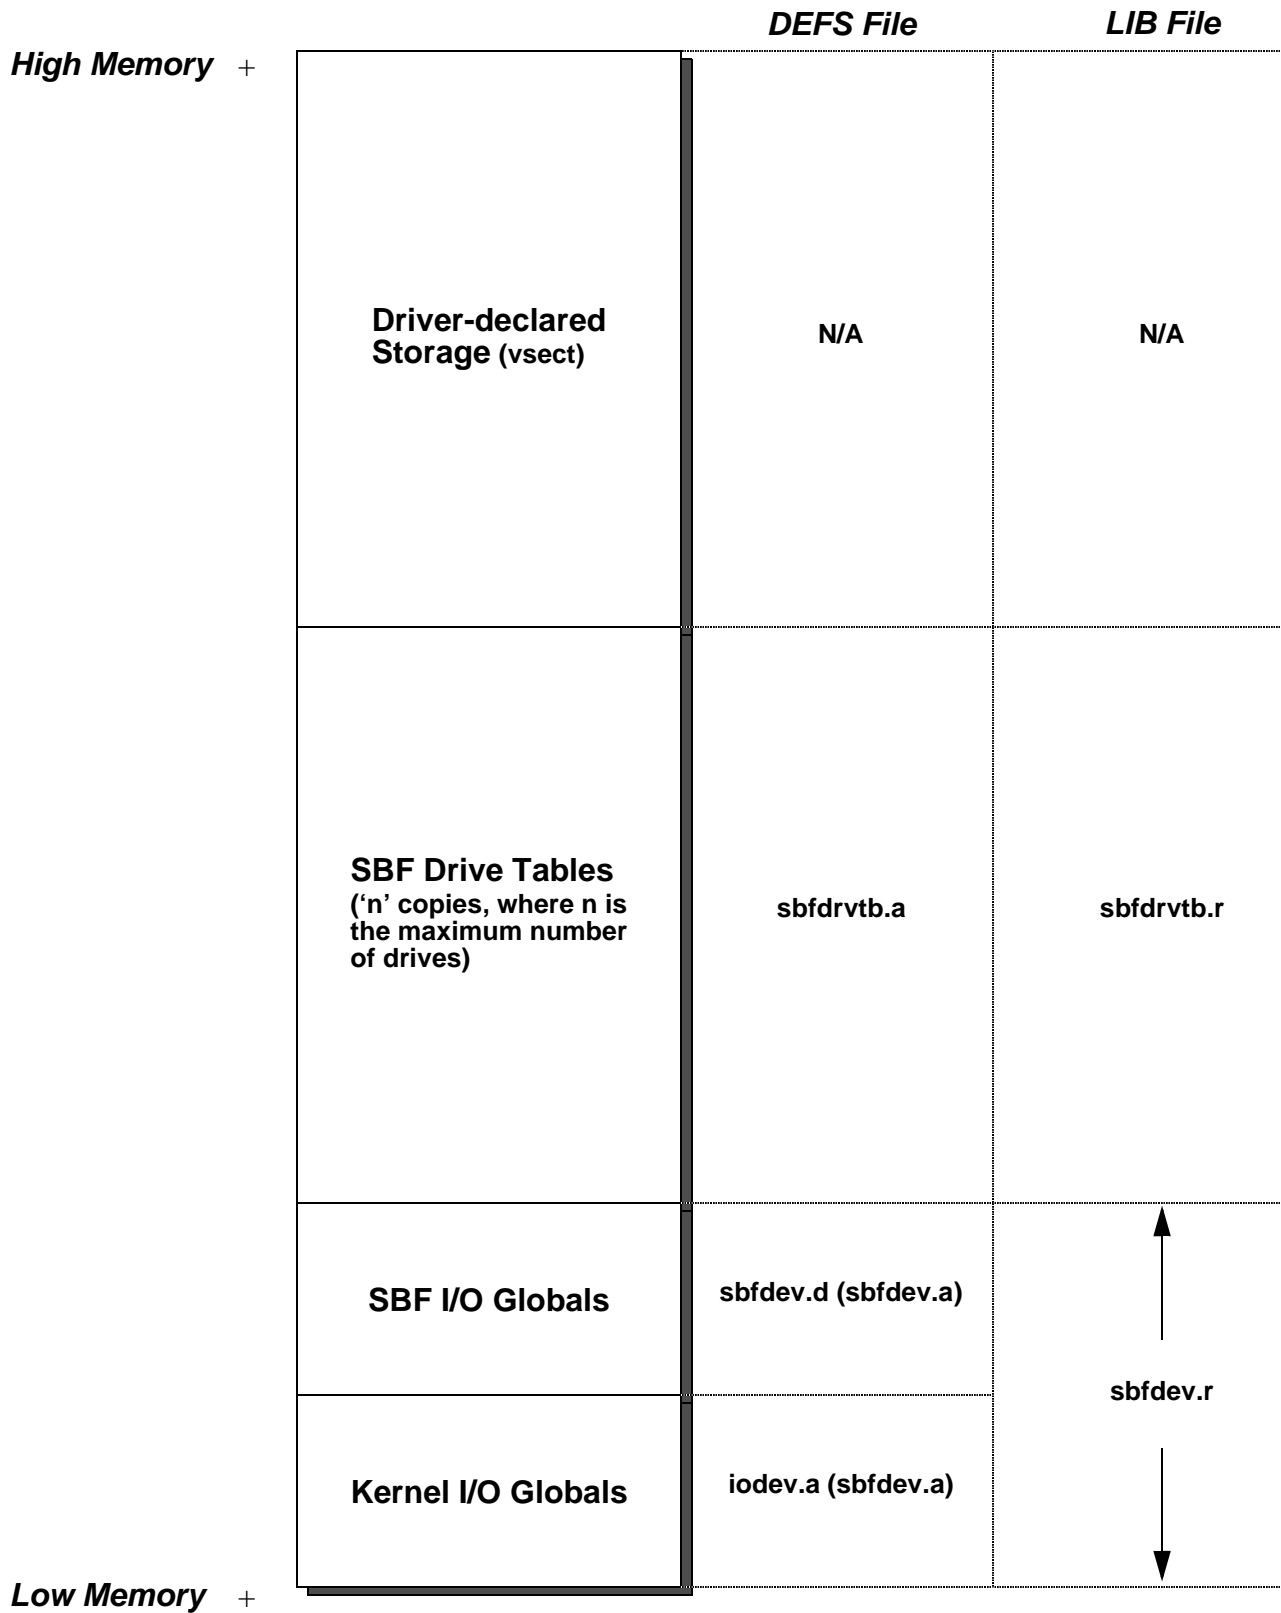 DEFS File
LIB File
High Memory +
Driver-declared
Storage (vsect)
N/A
N/A
SBF Drive Tables
(‘n’ copies, where n is
the maximum number
of drives)
sbfdrvtb.a
sbfdrvtb.r
SBF I/O Globals
sbfdev.d (sbfdev.a)
sbfdev.r
Kernel I/O Globals
iodev.a (sbfdev.a)
Low Memory +